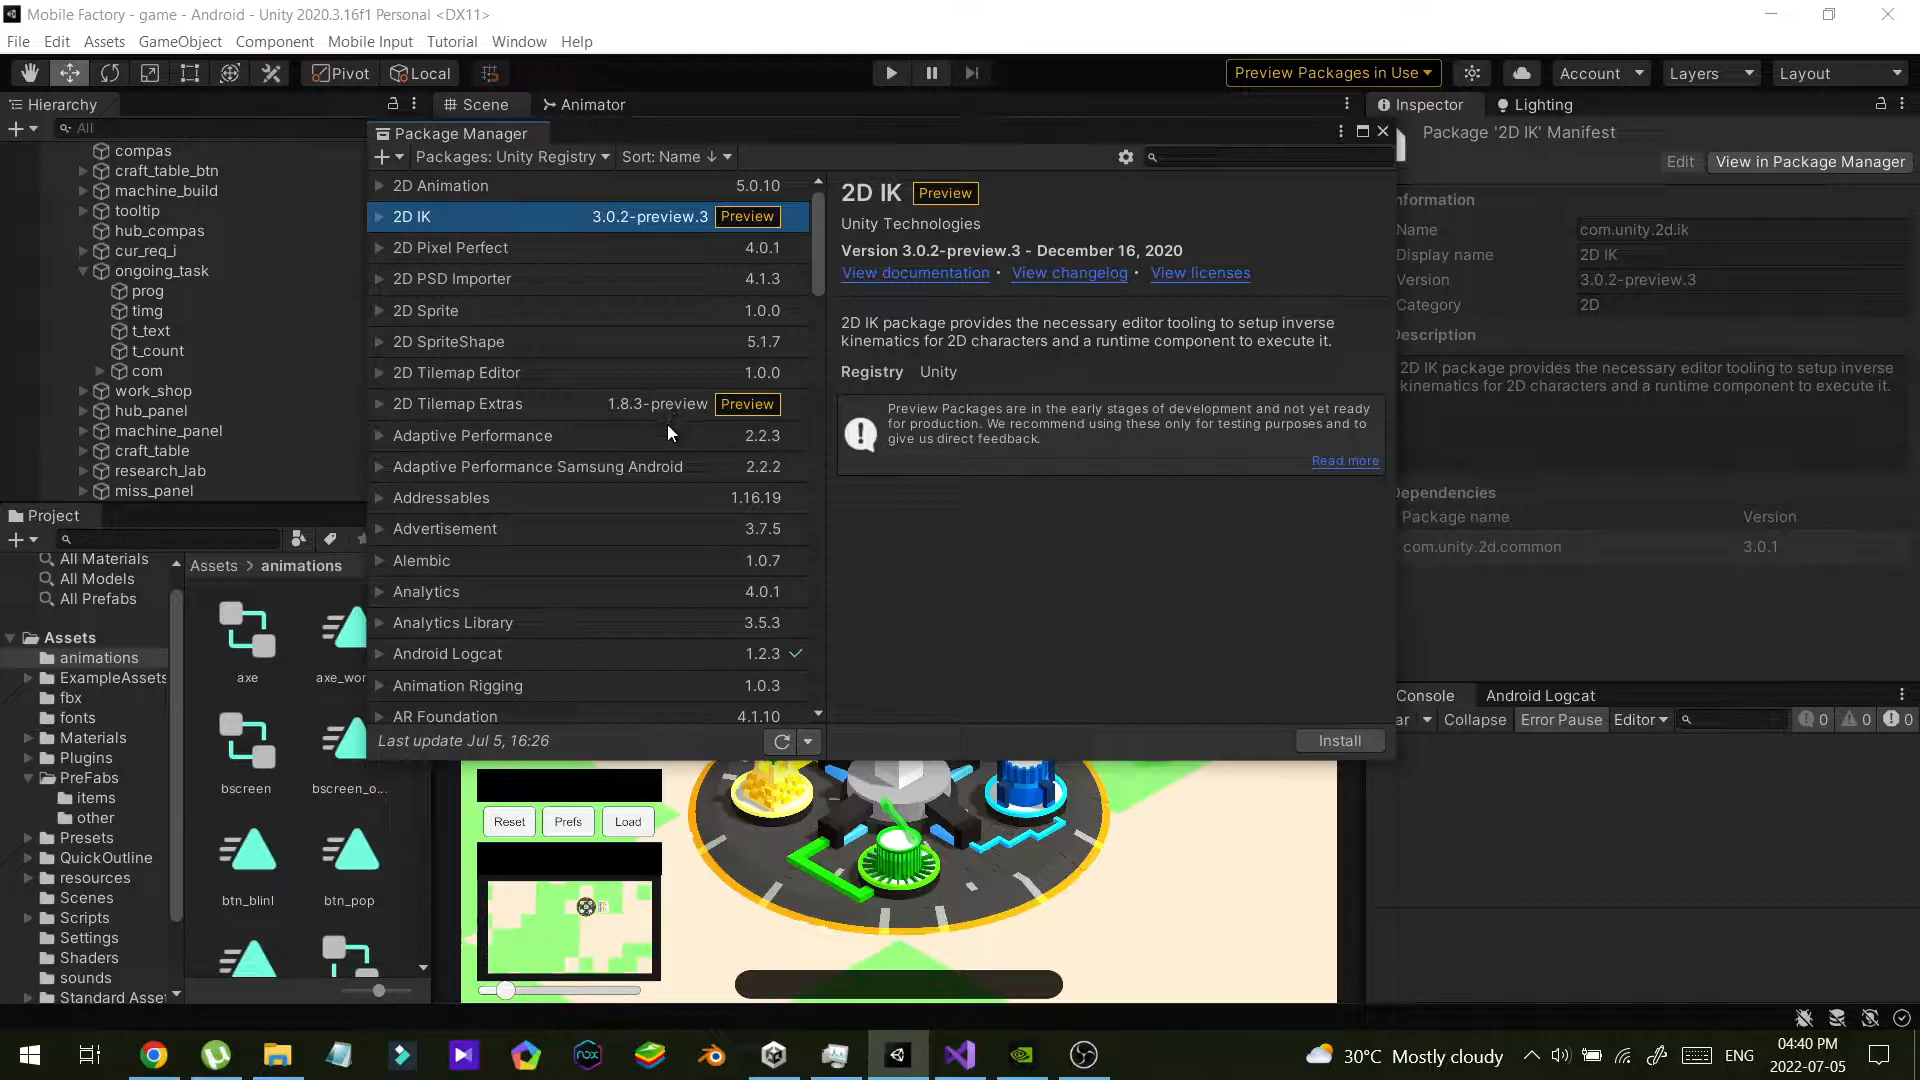 Mobile Factory - game - Android - Unity 2020.3.16f1 Personal <DX11>
File Edit Assets GameObject Component Mobile Input Tutorial Window Help
Pivot Local Preview Packages in Use Account Layers Layout
Hierarchy
All
compas
craft_table_btn
machine_build
tooltip
hub_compas
cur_req_i
ongoing_task
prog
timg
t_text
t_count
com
work_shop
hub_panel
machine_panel
craft_table
research_lab
miss_panel
Scene Animator
Package Manager
Packages: Unity Registry Sort: Name ↓
2D Animation 5.0.10
2D IK 3.0.2-preview.3 Preview
2D Pixel Perfect 4.0.1
2D PSD Importer 4.1.3
2D Sprite 1.0.0
2D SpriteShape 5.1.7
2D Tilemap Editor 1.0.0
2D Tilemap Extras 1.8.3-preview Preview
Adaptive Performance 2.2.3
Adaptive Performance Samsung Android 2.2.2
Addressables 1.16.19
Advertisement 3.7.5
Alembic 1.0.7
Analytics 4.0.1
Analytics Library 3.5.3
Android Logcat 1.2.3
Animation Rigging 1.0.3
AR Foundation 4.1.10
Last update Jul 5, 16:26
2D IK Preview
Unity Technologies
Version 3.0.2-preview.3 - December 16, 2020
View documentation • View changelog • View licenses
2D IK package provides the necessary editor tooling to setup inverse
kinematics for 2D characters and a runtime component to execute it.
Registry Unity
Preview Packages are in the early stages of development and not yet ready
for production. We recommend using these only for testing purposes and to
give us direct feedback.
Read more
Install
Inspector Lighting
Package '2D IK' Manifest
Edit View in Package Manager
nformation
Name com.unity.2d.ik
Display name 2D IK
Version 3.0.2-preview.3
Category 2D
Description
2D IK package provides the necessary editor tooling to setup inverse
kinematics for 2D characters and a runtime component to execute it.
Dependencies
Package name Version
com.unity.2d.common 3.0.1
Project
All Materials
All Models
All Prefabs
Assets
animations
ExampleAssets
fbx
fonts
Materials
Plugins
PreFabs
items
other
Presets
QuickOutline
resources
Scenes
Scripts
Settings
Shaders
sounds
Standard Asset
Assets > animations
axe axe_wor
bscreen bscreen_o...
btn_blinl btn_pop
Reset Prefs Load
Console Android Logcat
ar Collapse Error Pause Editor 0 0 0
30°C Mostly cloudy ENG
04:40 PM
2022-07-05